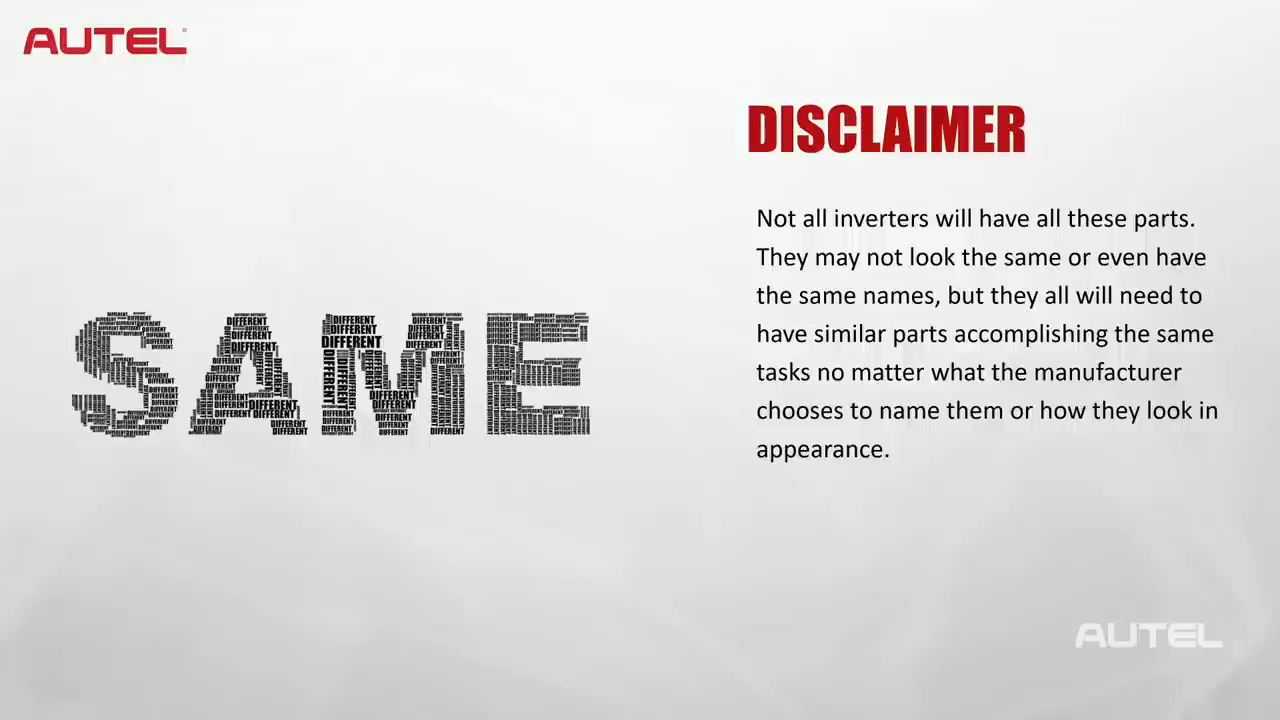 AUTEL
DISCLAIMER
Not all inverters will have all these parts.
They may not look the same or even have
the same names, but they all will need to
have similar parts accomplishing the same
tasks no matter what the manufacturer
chooses to name them or how they look in
appearance.
SAME
DIFFERENT
AUTEL